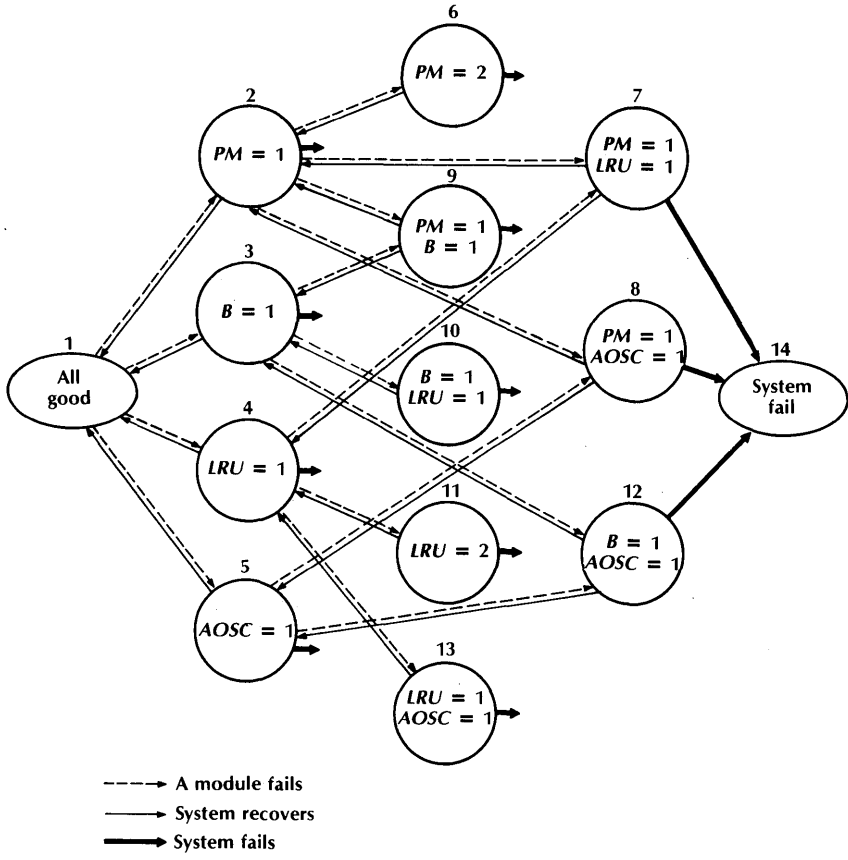 6
PM = 2
2
PM = 1
7
PM = 1
LRU = 1
9
PM = 1
B = 1
3
B = 1
8
PM = 1
AOSC = 1
1
All
good
10
B = 1
LRU = 1
14
System
fail
4
LRU = 1
11
LRU = 2
12
B = 1
AOSC = 1
5
AOSC = 1
13
LRU = 1
AOSC = 1
A module fails
System recovers
System fails